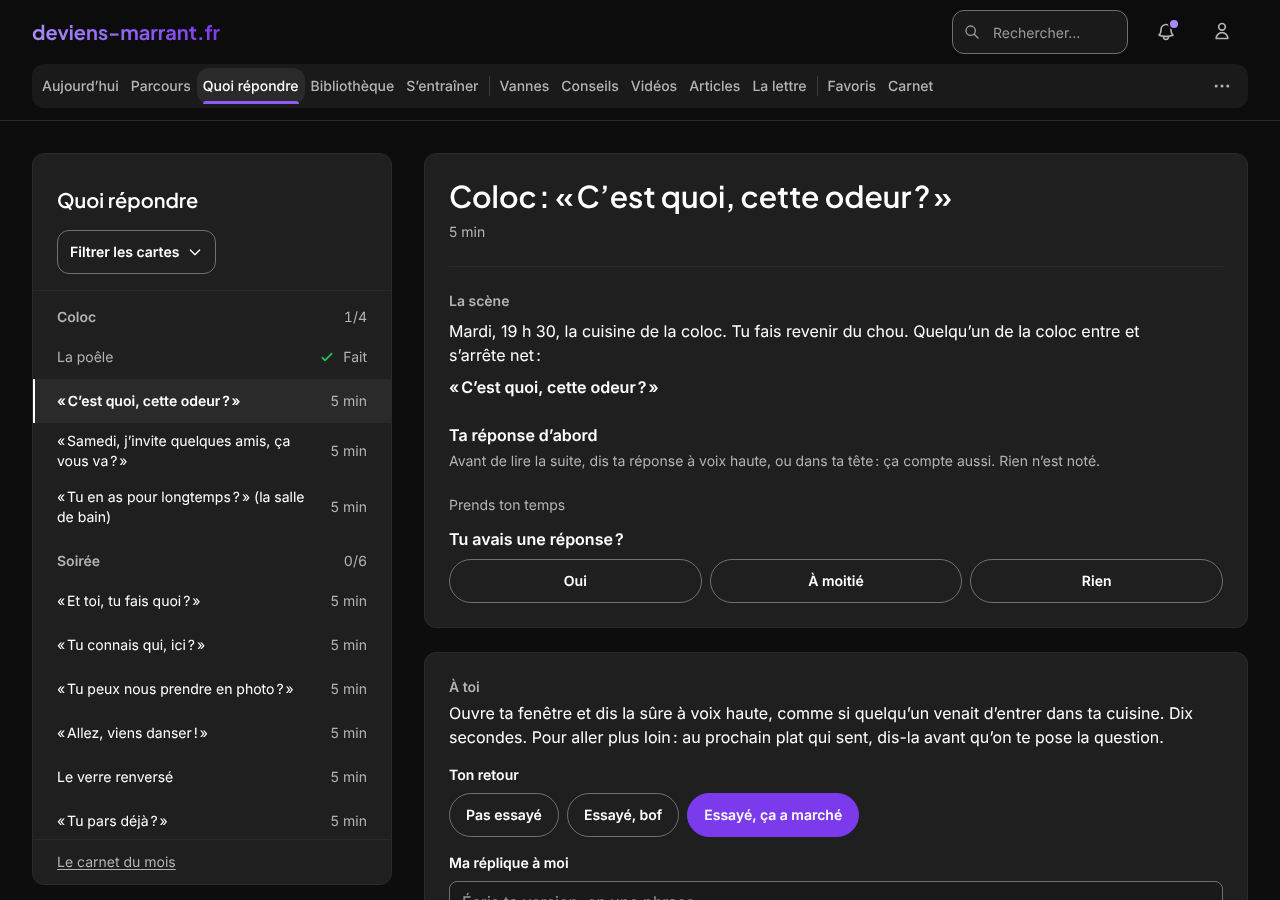 deviens-marrant.fr
Rechercher...
Aujourd’hui Parcours Quoi répondre Bibliothèque S’entraîner Vannes Conseils Vidéos Articles La lettre Favoris Carnet
Quoi répondre
Filtrer les cartes
Coloc 1/4
La poêle Fait
« C’est quoi, cette odeur ? » 5 min
« Samedi, j’invite quelques amis, ça
vous va ? » 5 min
« Tu en as pour longtemps ? » (la salle
de bain) 5 min
Soirée 0/6
« Et toi, tu fais quoi ? » 5 min
« Tu connais qui, ici ? » 5 min
« Tu peux nous prendre en photo ? » 5 min
« Allez, viens danser ! » 5 min
Le verre renversé 5 min
« Tu pars déjà ? » 5 min
Le carnet du mois
Coloc : « C’est quoi, cette odeur ? »
5 min
La scène
Mardi, 19 h 30, la cuisine de la coloc. Tu fais revenir du chou. Quelqu’un de la coloc entre et
s’arrête net :
« C’est quoi, cette odeur ? »
Ta réponse d’abord
Avant de lire la suite, dis ta réponse à voix haute, ou dans ta tête : ça compte aussi. Rien n’est noté.
Prends ton temps
Tu avais une réponse ?
Oui À moitié Rien
À toi
Ouvre ta fenêtre et dis la sûre à voix haute, comme si quelqu’un venait d’entrer dans ta cuisine. Dix
secondes. Pour aller plus loin : au prochain plat qui sent, dis-la avant qu’on te pose la question.
Ton retour
Pas essayé Essayé, bof Essayé, ça a marché
Ma réplique à moi